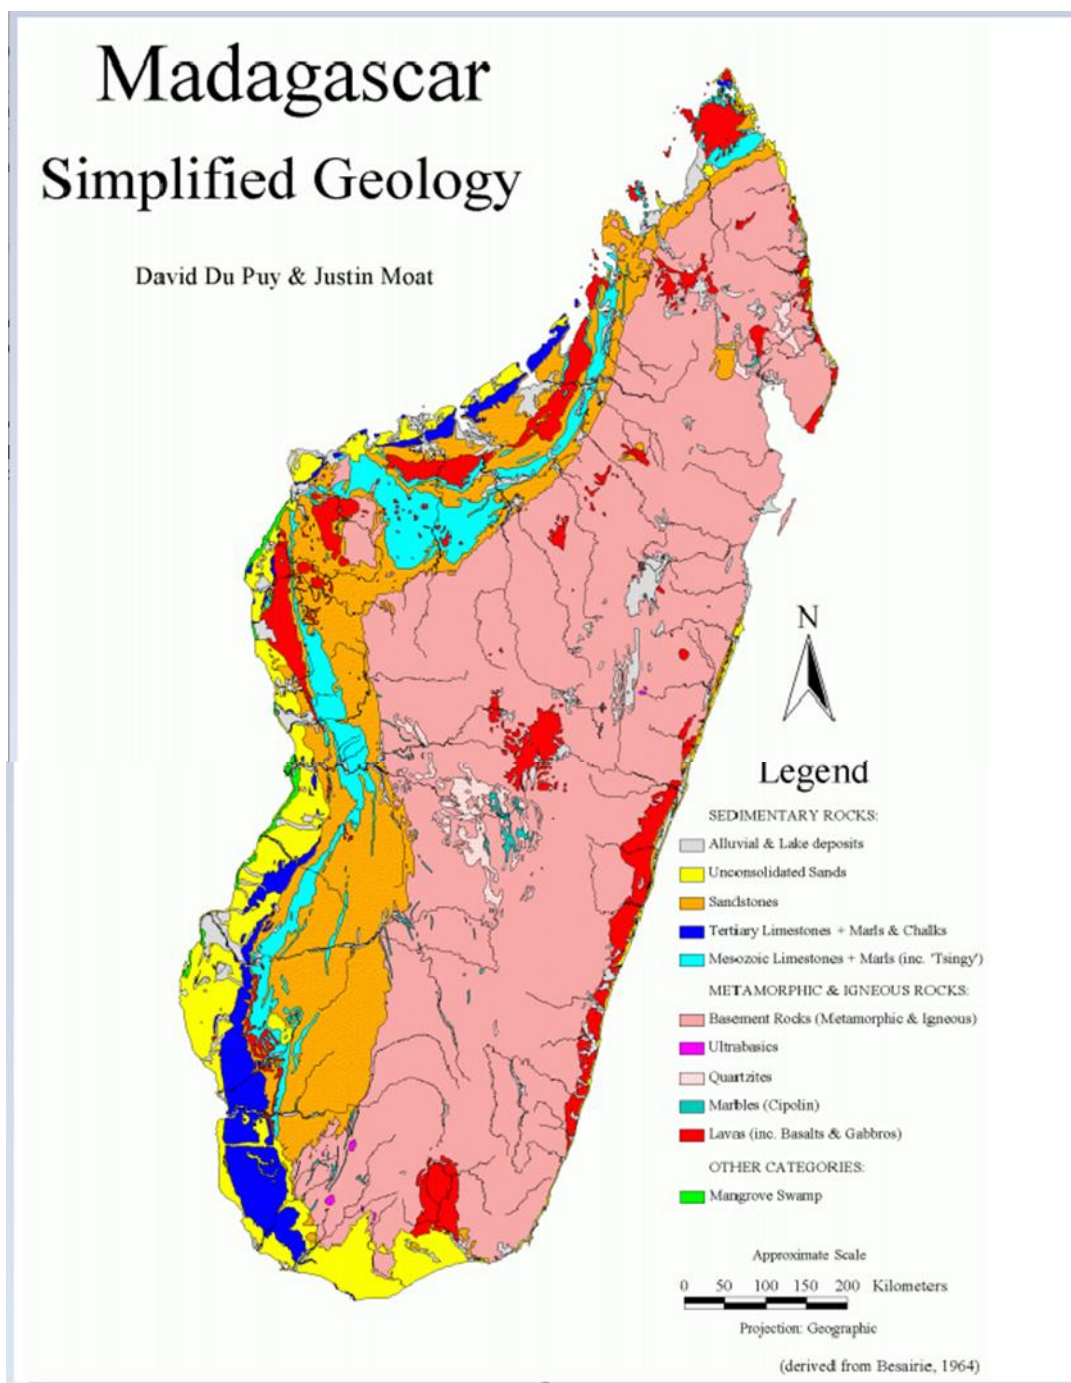 Madagascar
Simplified Geology
David Du Puy & Justin Moat
N
Legend
SEDIMENTARY ROCKS:
Alluvial & Lake deposits
Unconsolidated Sands
Sandstones
Tertiary Limestones + Marls & Chalks
Mesozoic Limestones + Marls (inc. 'Tsingy')
METAMORPHIC & IGNEOUS ROCKS:
Basement Rocks (Metamorphic & Igneous)
Ultrabasics
Quartzites
Marbles (Cipolin)
Lavas (inc. Basalts & Gabbros)
OTHER CATEGORIES:
Mangrove Swamp
Approximate Scale
0 50 100 150 200 Kilometers
Projection: Geographic
(derived from Besairie, 1964)